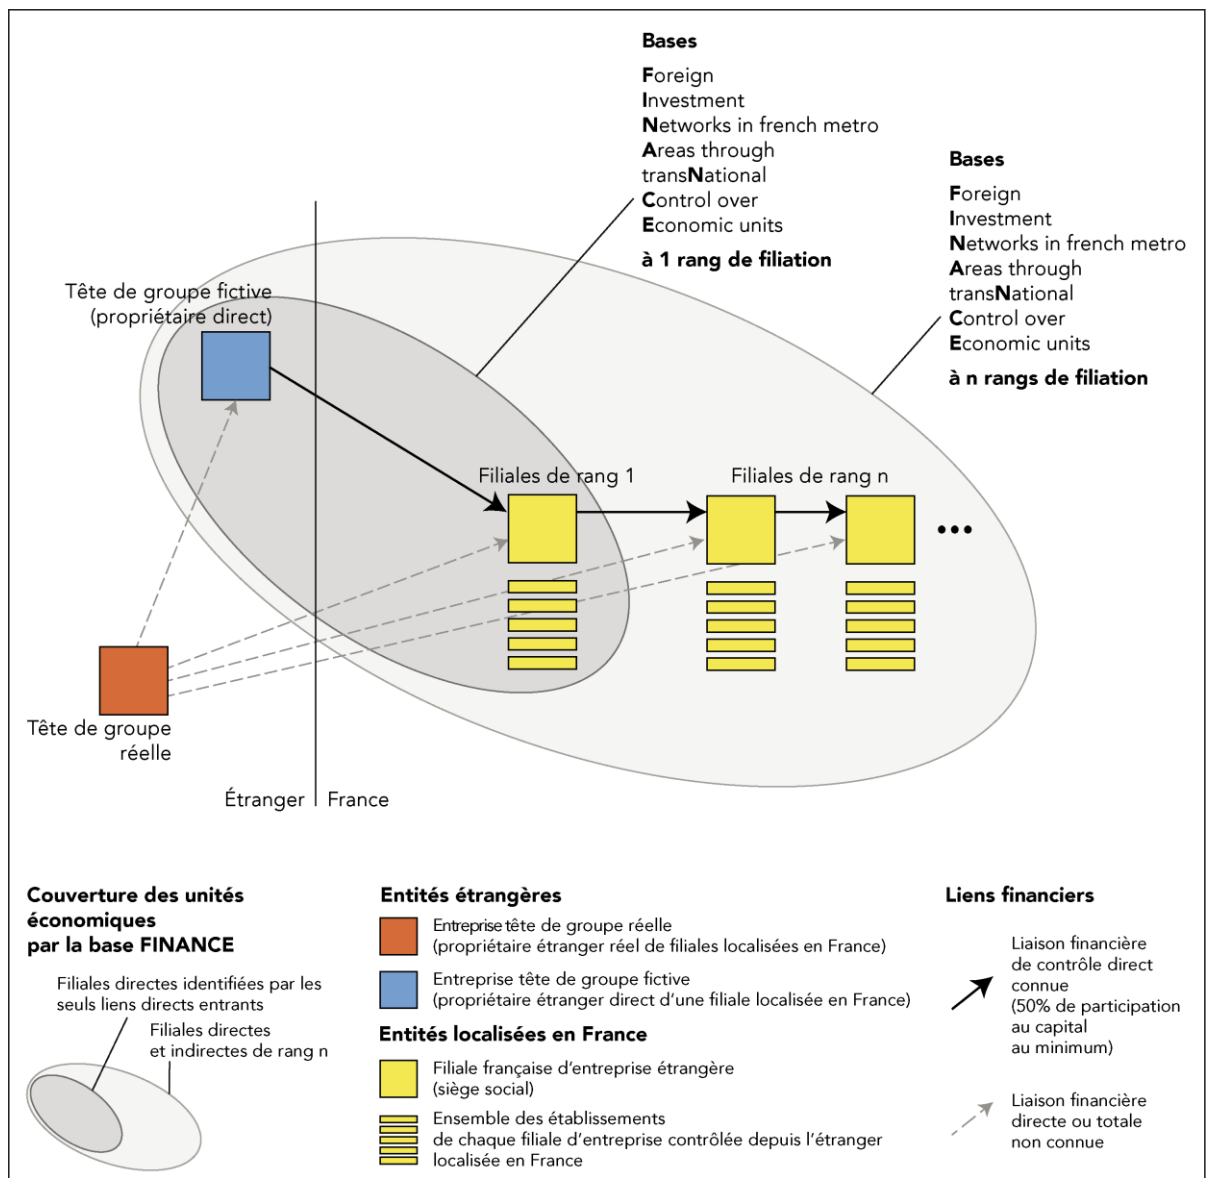 Bases
Foreign
Investment
Networks in french metro
Areas through
transNational
Control over
Economic units
à 1 rang de filiation
Bases
Foreign
Investment
Networks in french metro
Areas through
transNational
Control over
Economic units
à n rangs de filiation
Tête de groupe fictive
(propriétaire direct)
Filiales de rang 1
Filiales de rang n
•••
Tête de groupe
réelle
Étranger
France
Couverture des unités
économiques
par la base FINANCE
Filiales directes identifiées par les
seuls liens directs entrants
Filiales directes
et indirectes de rang n
Entités étrangères
Entreprise tête de groupe réelle
(propriétaire étranger réel de filiales localisées en France)
Entreprise tête de groupe fictive
(propriétaire étranger direct d'une filiale localisée en France)
Entités localisées en France
Filiale française d'entreprise étrangère
(siège social)
Ensemble des établissements
de chaque filiale d'entreprise contrôlée depuis l'étranger
localisée en France
Liens financiers
Liaison financière
de contrôle direct
connue
(50% de participation
au capital
au minimum)
Liaison financière
directe ou totale
non connue